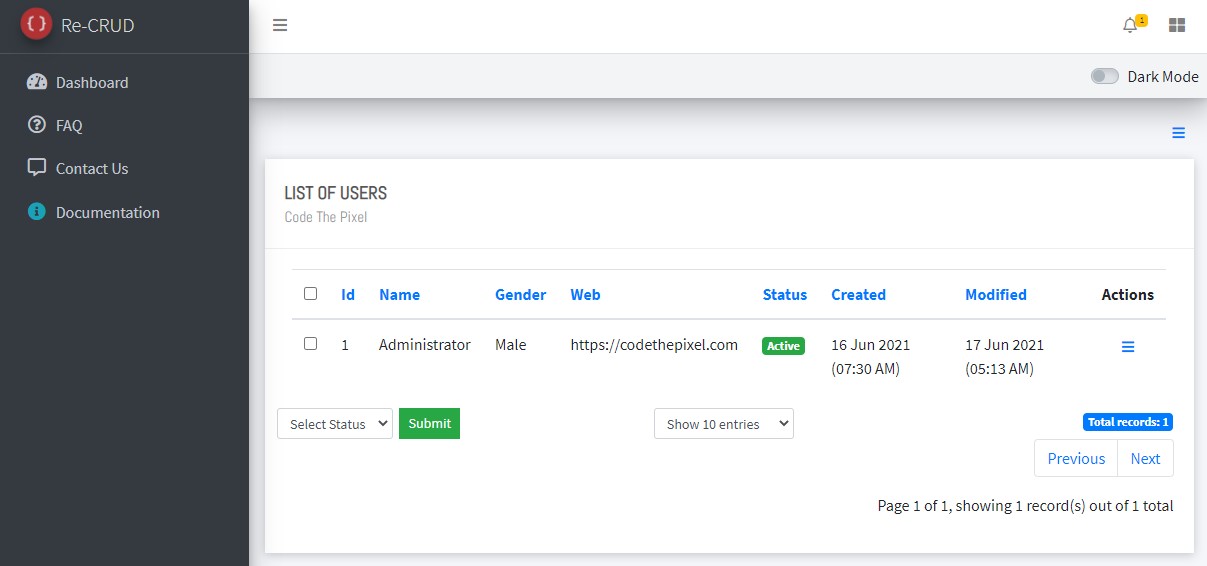 Re-CRUD
1
Dashboard
FAQ
Contact Us
Documentation
Dark Mode
LIST OF USERS
Code The Pixel
Id Name Gender Web Status Created Modified Actions
1 Administrator Male https://codethepixel.com Active 16 Jun 2021 17 Jun 2021
(07:30 AM) (05:13 AM)
Select Status Submit Show 10 entries Total records: 1
Previous Next
Page 1 of 1, showing 1 record(s) out of 1 total